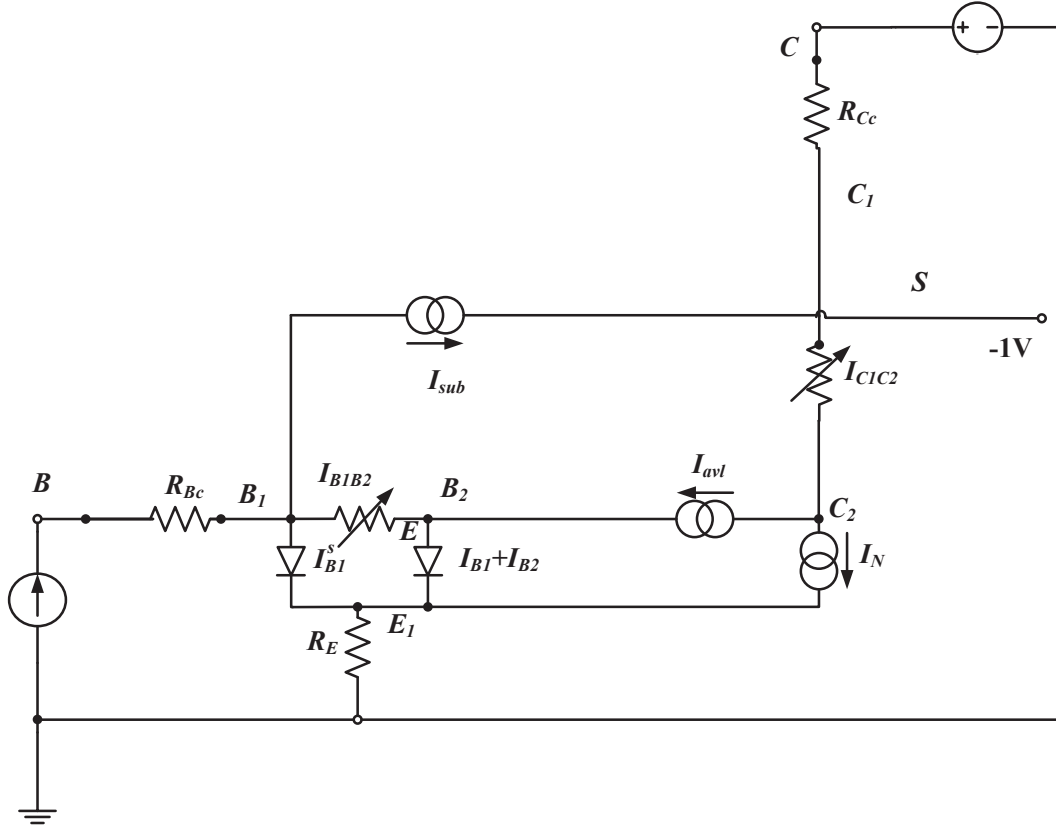 C
+ −
R_Cc
C_1
S
-1V
I_sub
I_C1C2
B
R_Bc
B_1
I_B1B2
B_2
I_avl
C_2
E
I^s_B1
I_B1+I_B2
I_N
R_E
E_1